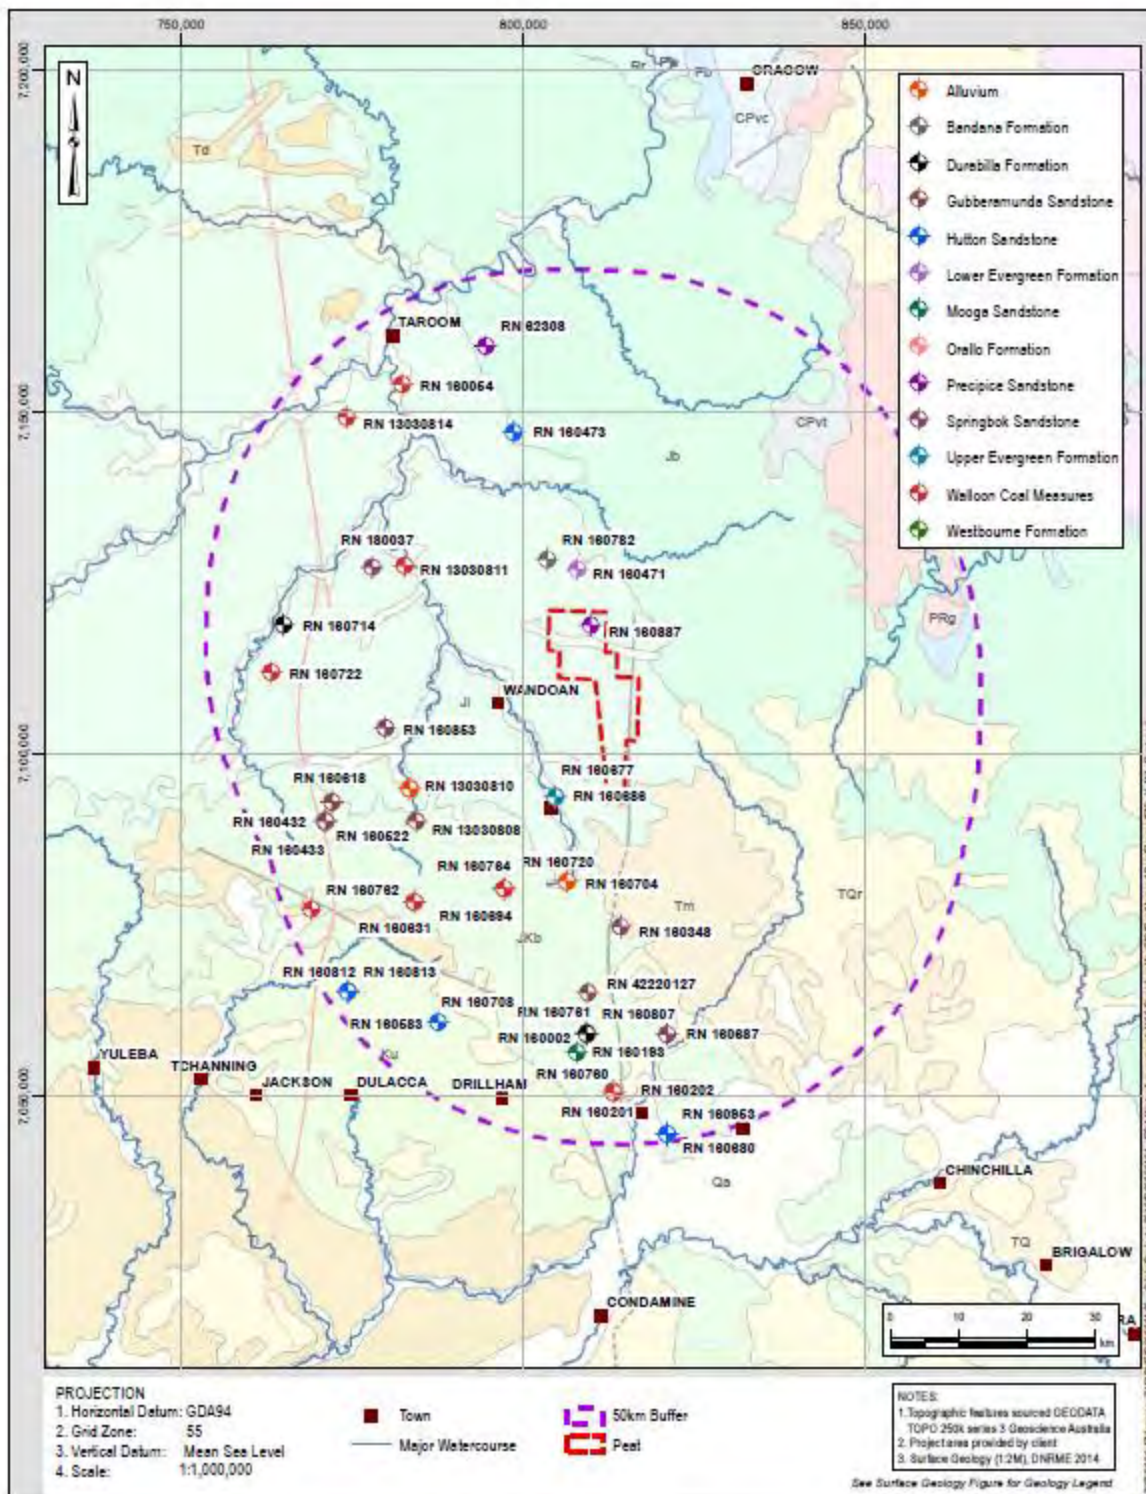 750,000 800,000 850,000
7,200,000
7,150,000
7,100,000
7,050,000
N
Alluvium
Bandana Formation
Durabilla Formation
Gubberamunda Sandstone
Hutton Sandstone
Lower Evergreen Formation
Mooga Sandstone
Orallo Formation
Precipice Sandstone
Springbok Sandstone
Upper Evergreen Formation
Walloon Coal Measures
Westbourne Formation
Rr
CRACOW
CPvc
Td
TAROOM
RN 62308
RN 160054
RN 13030814
RN 160473
CPvt
Jb
RN 180037
RN 13030811
RN 160782
RN 160471
PRg
RN 160714
RN 160887
RN 160722
WANDOAN
Jl
RN 160853
RN 160677
RN 160618
RN 13030810
RN 160686
RN 160432
RN 160522
RN 13030808
RN 160433
RN 160764
RN 160720
RN 160762
RN 160704
TQr
Tm
RN 160631
RN 160694
JKb
RN 160348
RN 160812
RN 160813
RN 42220127
RN 160708
RN 160761
RN 160807
RN 160583
RN 160002
RN 160687
RN 160193
Ku
YULEBA
TCHANNING
JACKSON
DULACCA
DRILLHAM
RN 160760
RN 160202
RN 160201
RN 160953
RN 160680
Qa
CHINCHILLA
TQ
BRIGALOW
CONDAMINE
RA
0 10 20 30
km
PROJECTION
1. Horizontal Datum: GDA94
2. Grid Zone: 55
3. Vertical Datum: Mean Sea Level
4. Scale: 1:1,000,000
Town
Major Watercourse
50km Buffer
Peat
NOTES:
1.Topographic features sourced GEODATA
TOPO 250k series 3 Geoscience Australia
2. Project area provided by client
3. Surface Geology (1:2M), DNRME 2014
See Surface Geology Figure for Geology Legend